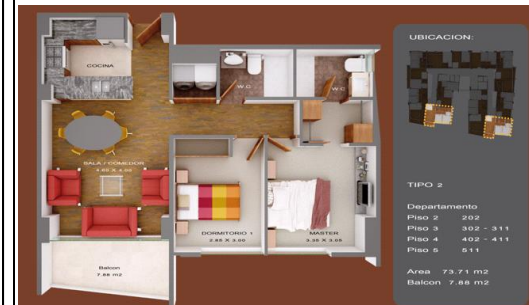 COCINA
W.C
W.C
SALA / COMEDOR
DORMITORIO 1
2.85 X 3.00
MASTER
3.35 X 3.05
Balcon
7.88 m2
UBICACION:
TIPO 2
Departamento
Piso 2 202
Piso 3 302 - 311
Piso 4 402 - 411
Piso 5 511
Area 73.71 m2
Balcon 7.88 m2